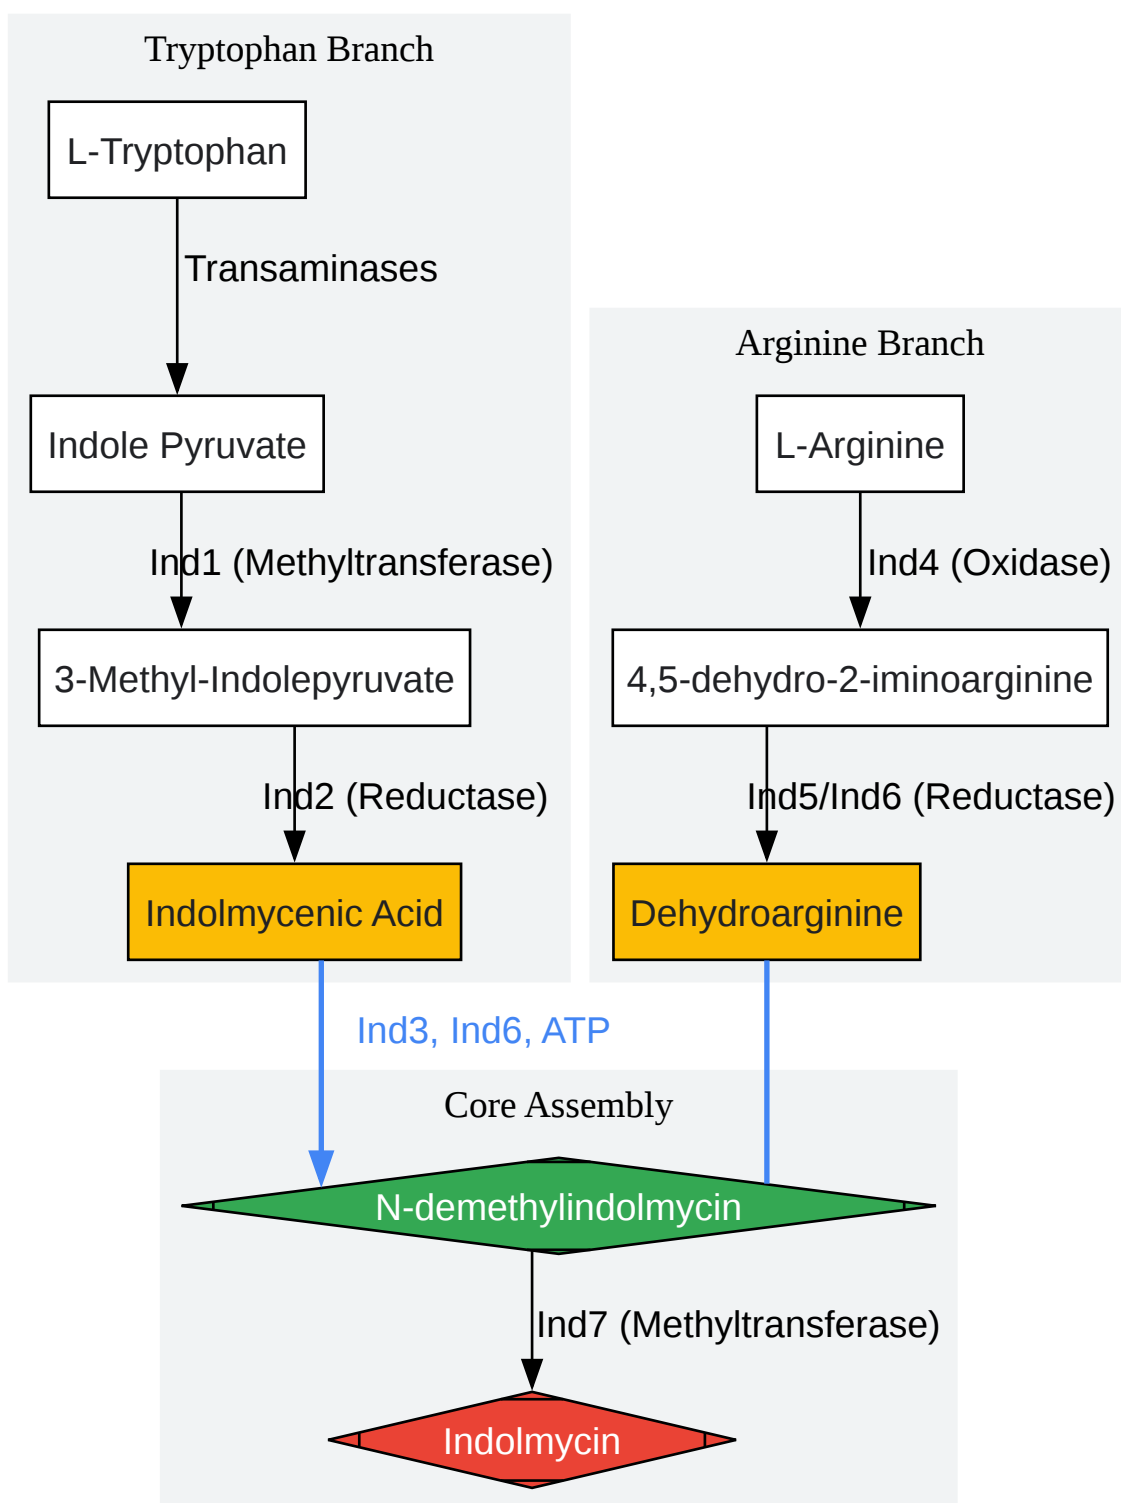 Tryptophan Branch
L-Tryptophan
Transaminases
Indole Pyruvate
Ind1 (Methyltransferase)
3-Methyl-Indolepyruvate
Ind2 (Reductase)
Indolmycenic Acid
Arginine Branch
L-Arginine
Ind4 (Oxidase)
4,5-dehydro-2-iminoarginine
Ind5/Ind6 (Reductase)
Dehydroarginine
Ind3, Ind6, ATP
Core Assembly
N-demethylindolmycin
Ind7 (Methyltransferase)
Indolmycin